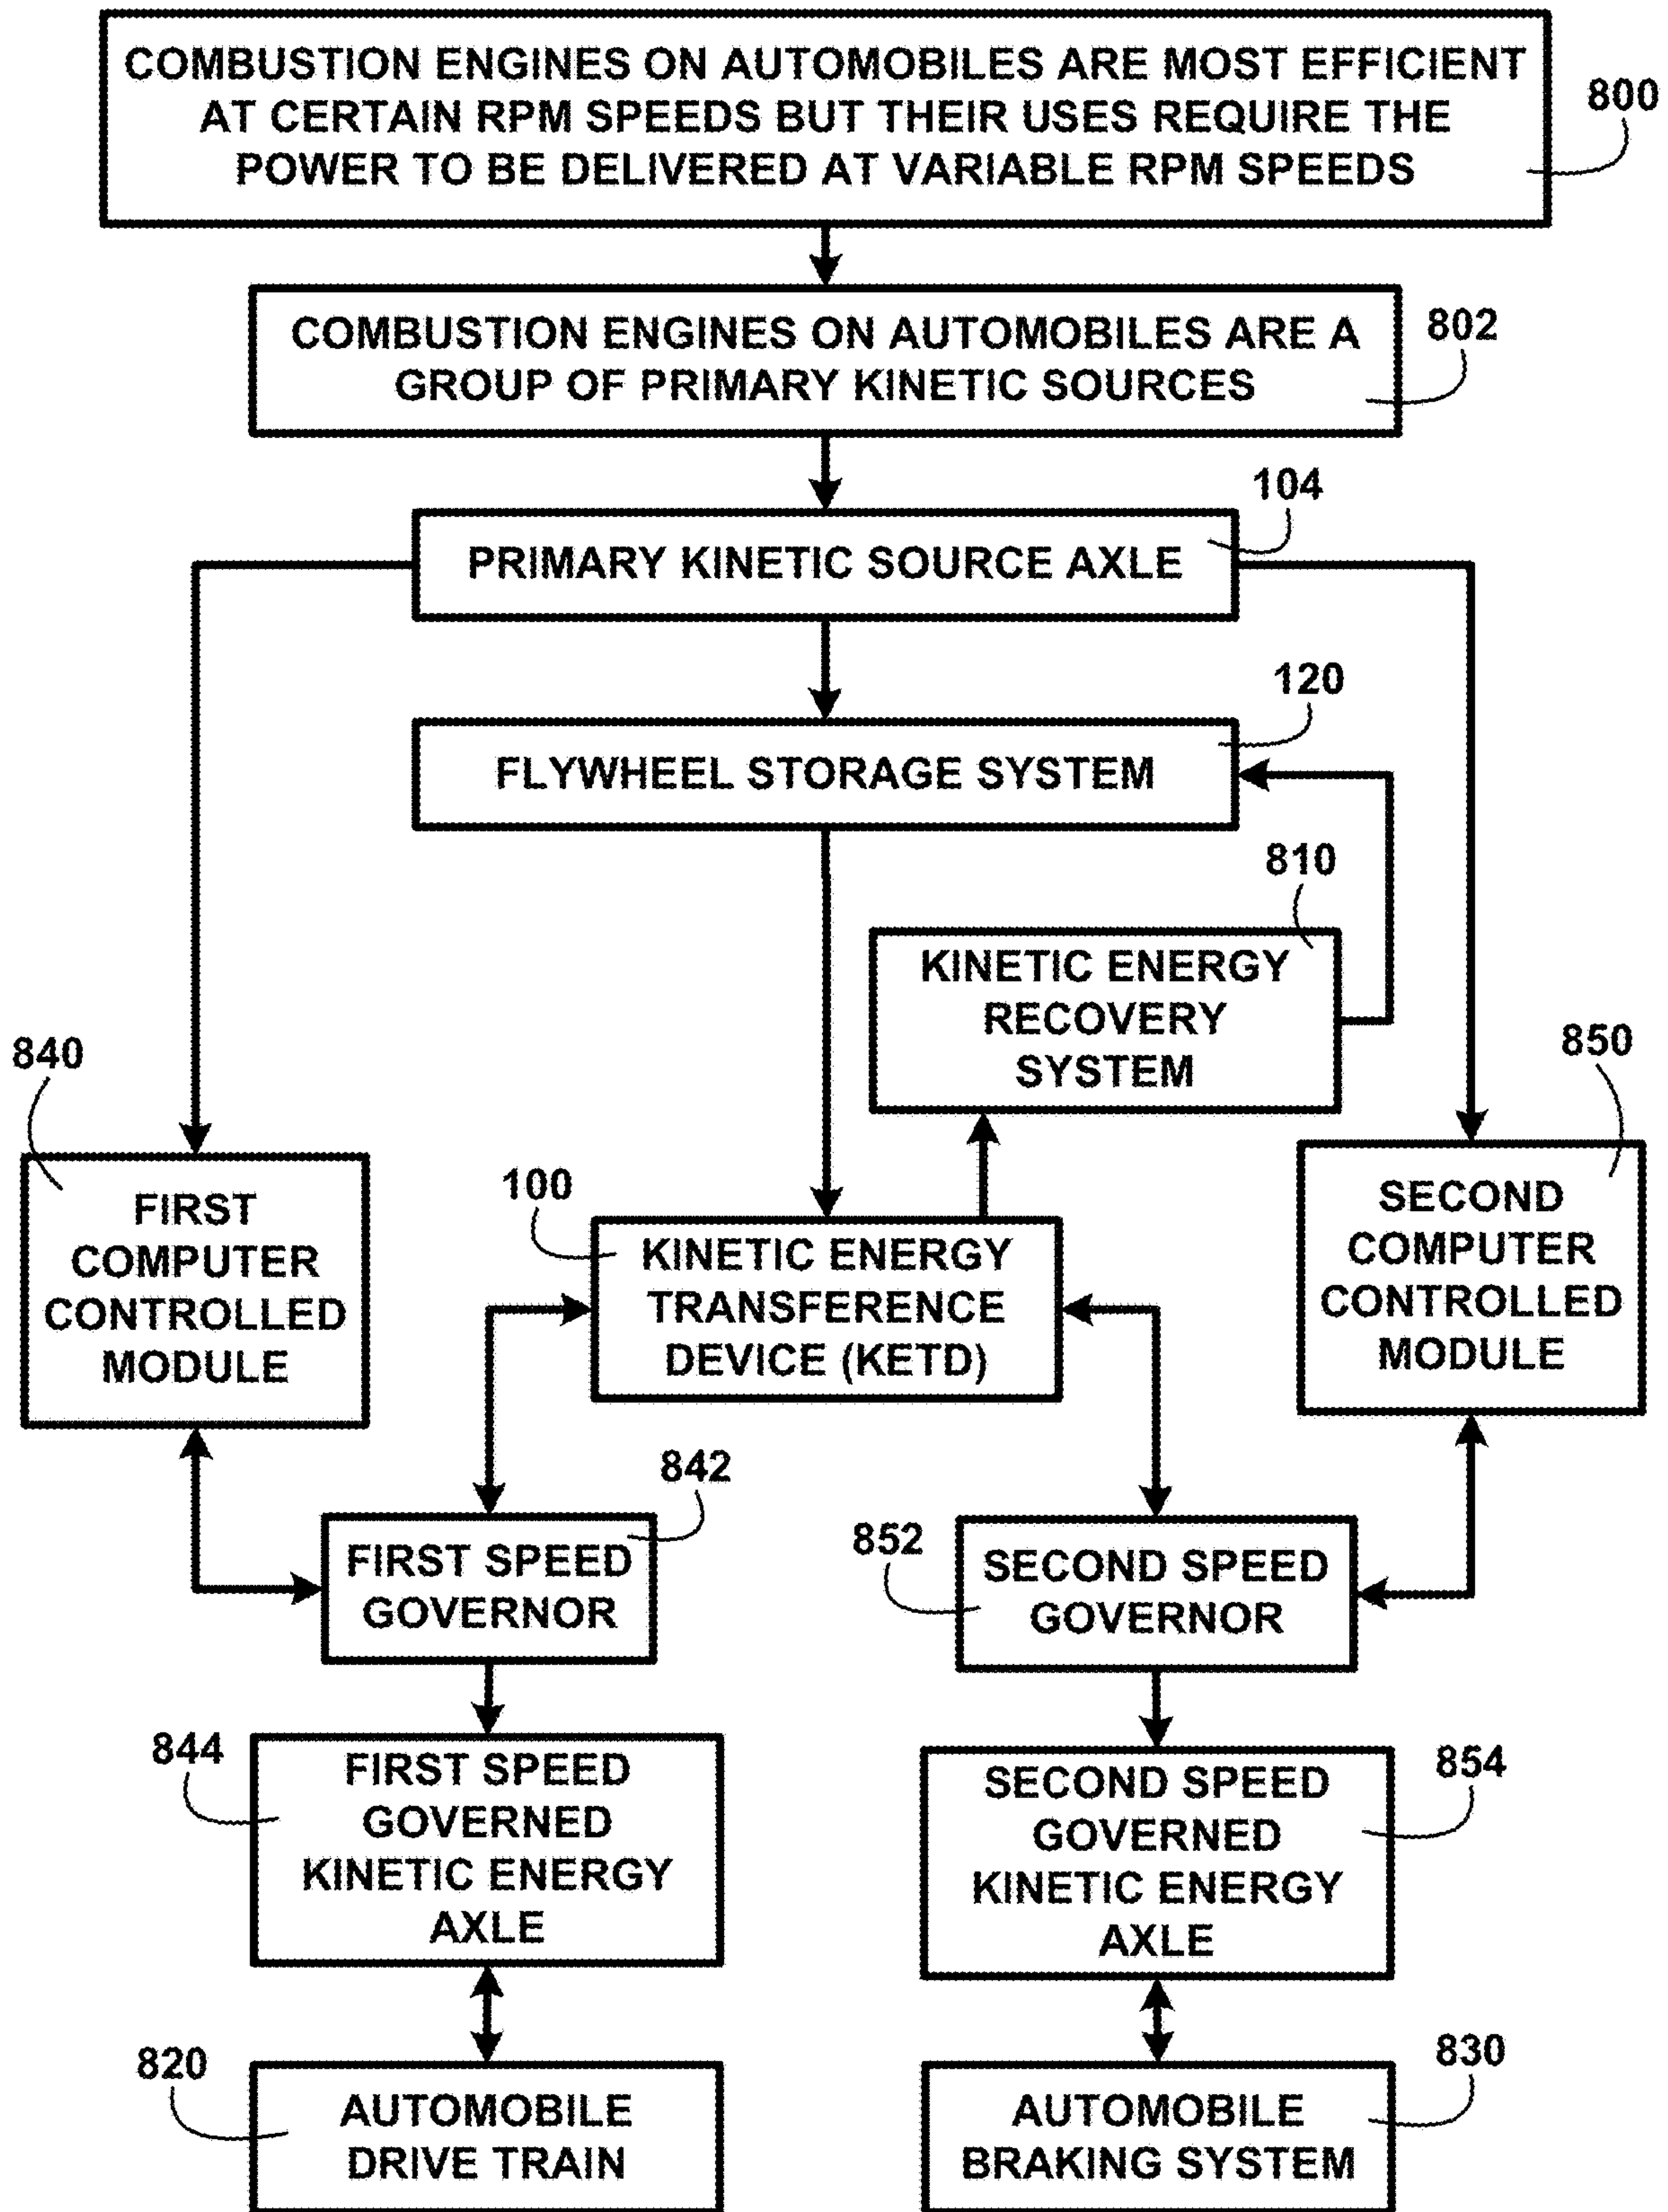 COMBUSTION ENGINES ON AUTOMOBILES ARE MOST EFFICIENT
AT CERTAIN RPM SPEEDS BUT THEIR USES REQUIRE THE
POWER TO BE DELIVERED AT VARIABLE RPM SPEEDS
800
COMBUSTION ENGINES ON AUTOMOBILES ARE A
GROUP OF PRIMARY KINETIC SOURCES
802
104
PRIMARY KINETIC SOURCE AXLE
120
FLYWHEEL STORAGE SYSTEM
810
KINETIC ENERGY
RECOVERY
SYSTEM
840
FIRST
COMPUTER
CONTROLLED
MODULE
100
KINETIC ENERGY
TRANSFERENCE
DEVICE (KETD)
850
SECOND
COMPUTER
CONTROLLED
MODULE
842
FIRST SPEED
GOVERNOR
852
SECOND SPEED
GOVERNOR
844
FIRST SPEED
GOVERNED
KINETIC ENERGY
AXLE
854
SECOND SPEED
GOVERNED
KINETIC ENERGY
AXLE
820
AUTOMOBILE
DRIVE TRAIN
830
AUTOMOBILE
BRAKING SYSTEM